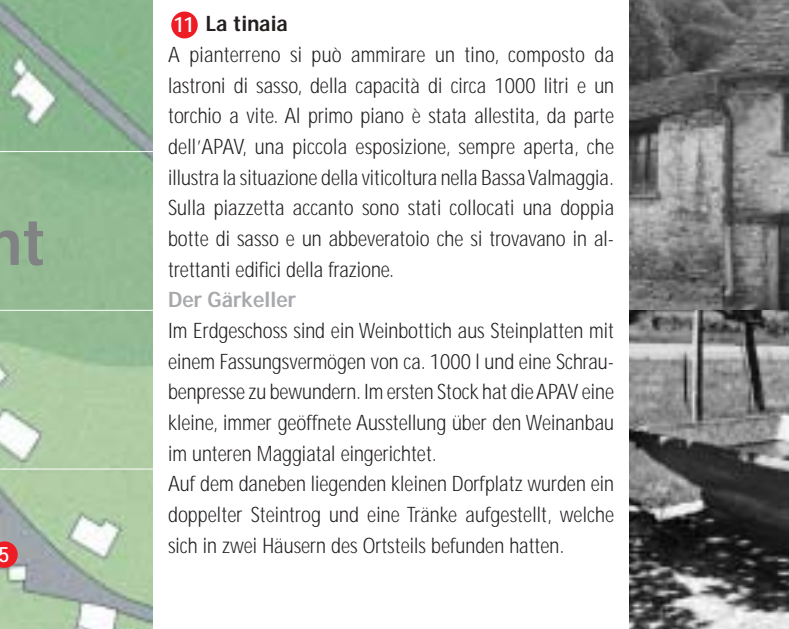 11 La tinaia
A pianterreno si può ammirare un tino, composto da
lastroni di sasso, della capacità di circa 1000 litri e un
torchio a vite. Al primo piano è stata allestita, da parte
dell'APAV, una piccola esposizione, sempre aperta, che
illustra la situazione della viticoltura nella Bassa Valmaggia.
Sulla piazzetta accanto sono stati collocati una doppia
botte di sasso e un abbeveratoio che si trovavano in al-
trettanti edifici della frazione.
Der Gärkeller
Im Erdgeschoss sind ein Weinbottich aus Steinplatten mit
einem Fassungsvermögen von ca. 1000 l und eine Schrau-
benpresse zu bewundern. Im ersten Stock hat die APAV eine
kleine, immer geöffnete Ausstellung über den Weinanbau
im unteren Maggiatal eingerichtet.
Auf dem daneben liegenden kleinen Dorfplatz wurden ein
doppelter Steintrog und eine Tränke aufgestellt, welche
sich in zwei Häusern des Ortsteils befunden hatten.
nt
5